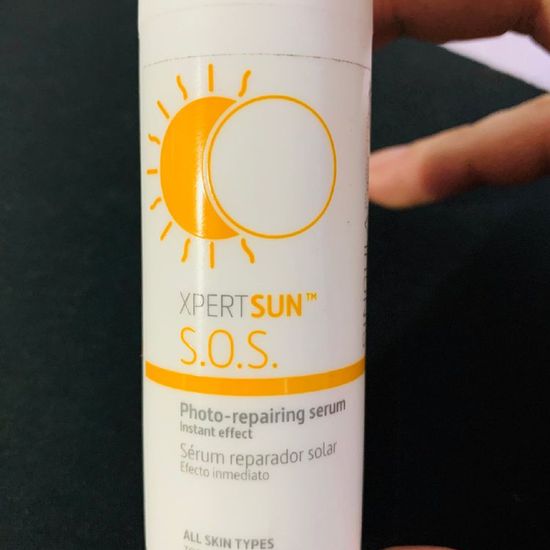 XPERTSUN™
S.O.S.
Photo-repairing serum
Instant effect
Sérum reparador solar
Efecto inmediato
ALL SKIN TYPES